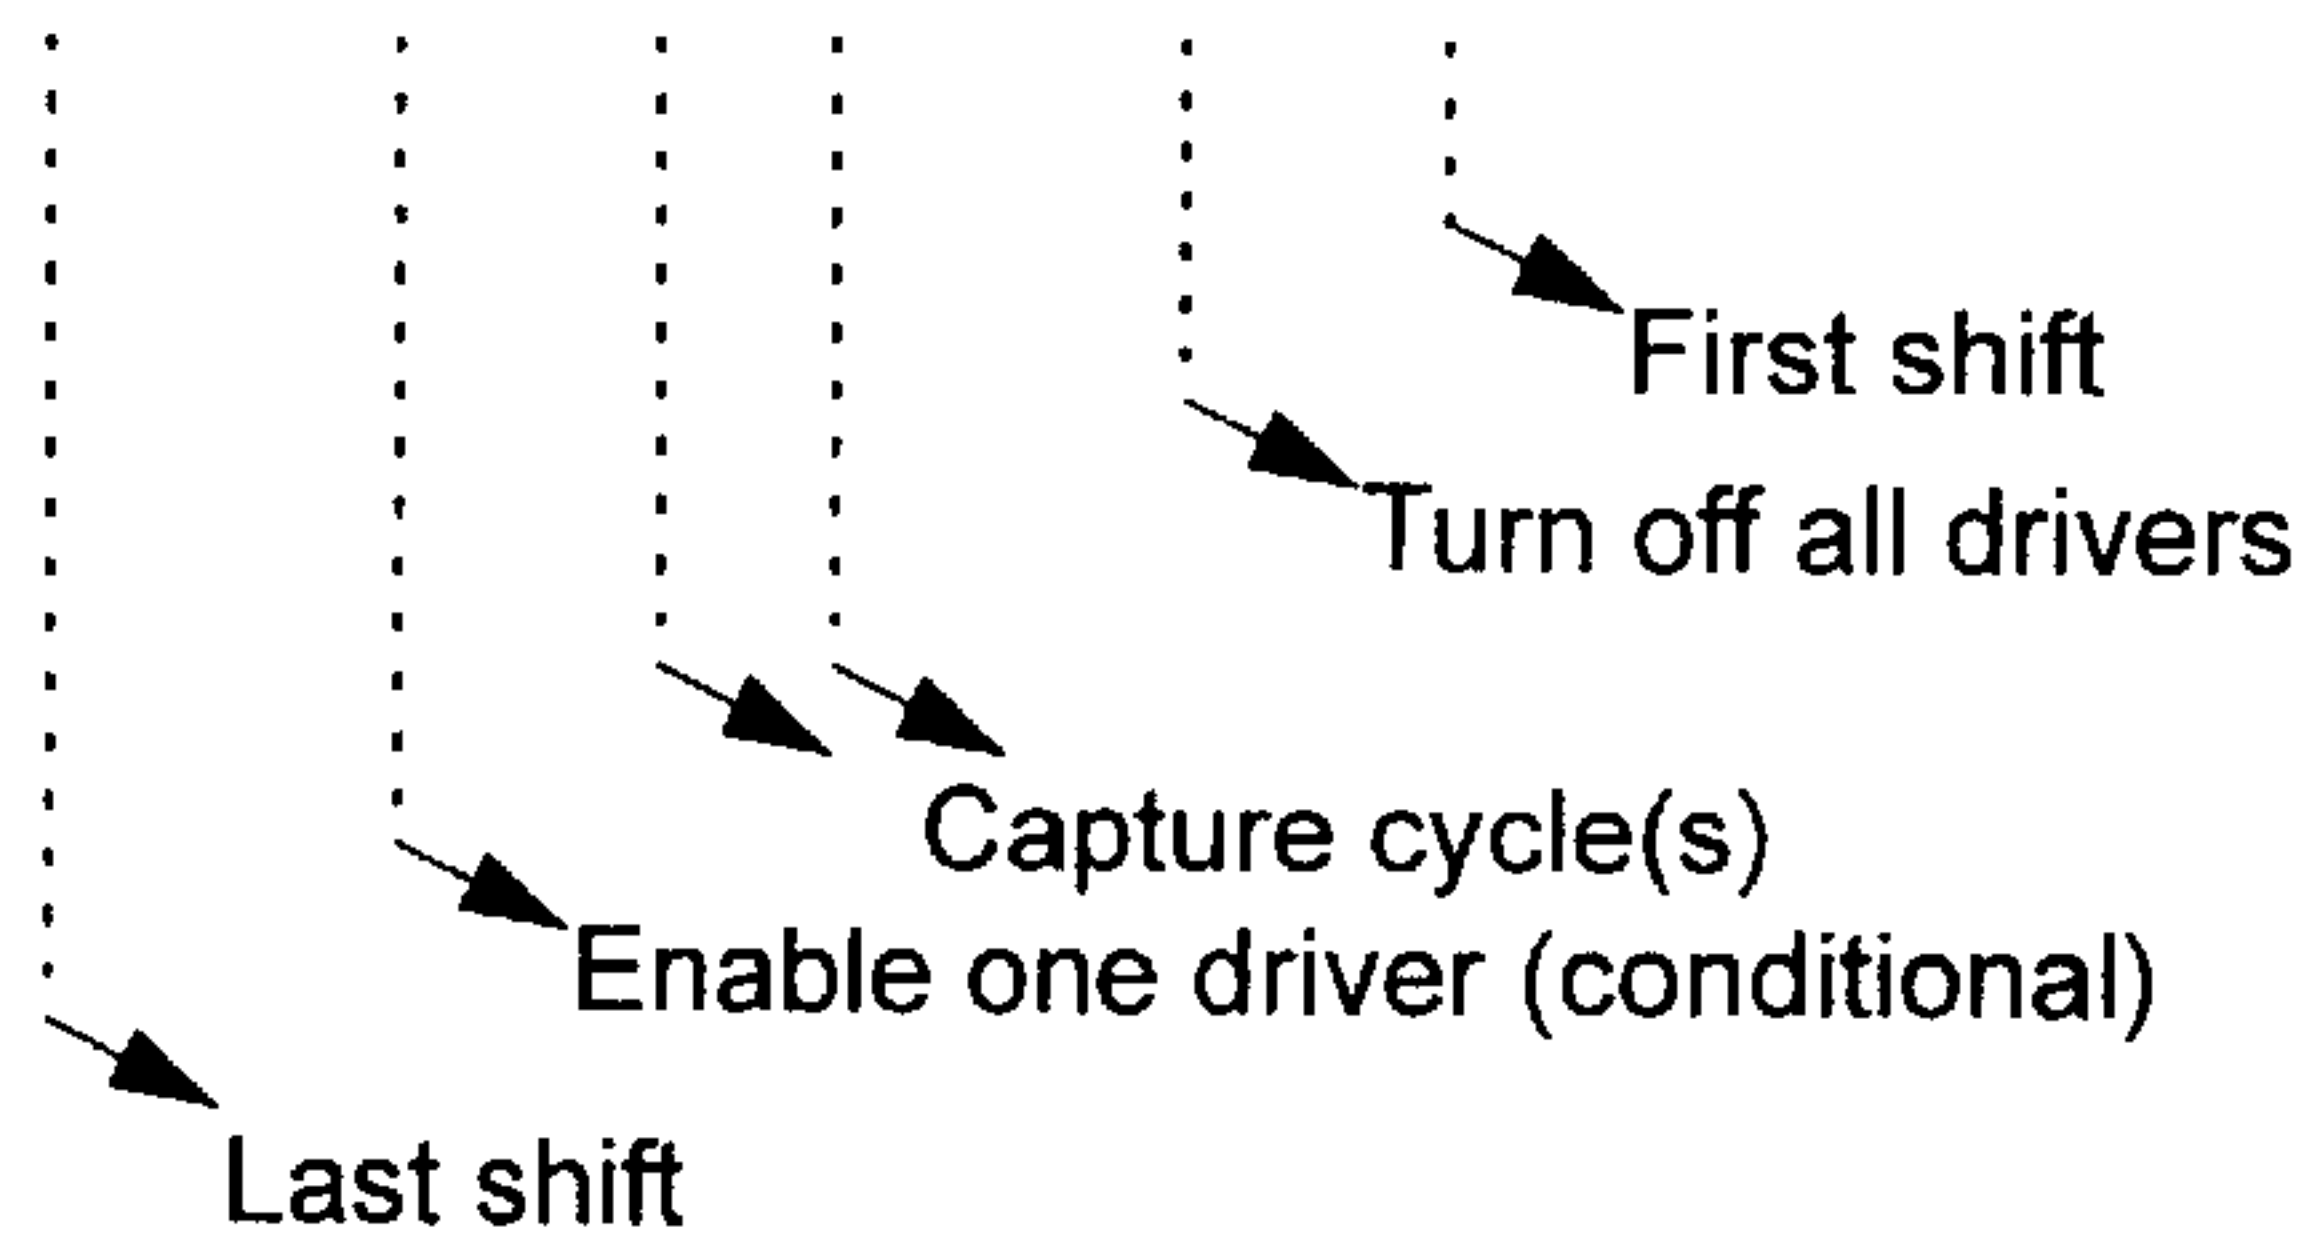 First shift
Turn off all drivers
Capture cycle(s)
Enable one driver (conditional)
Last shift